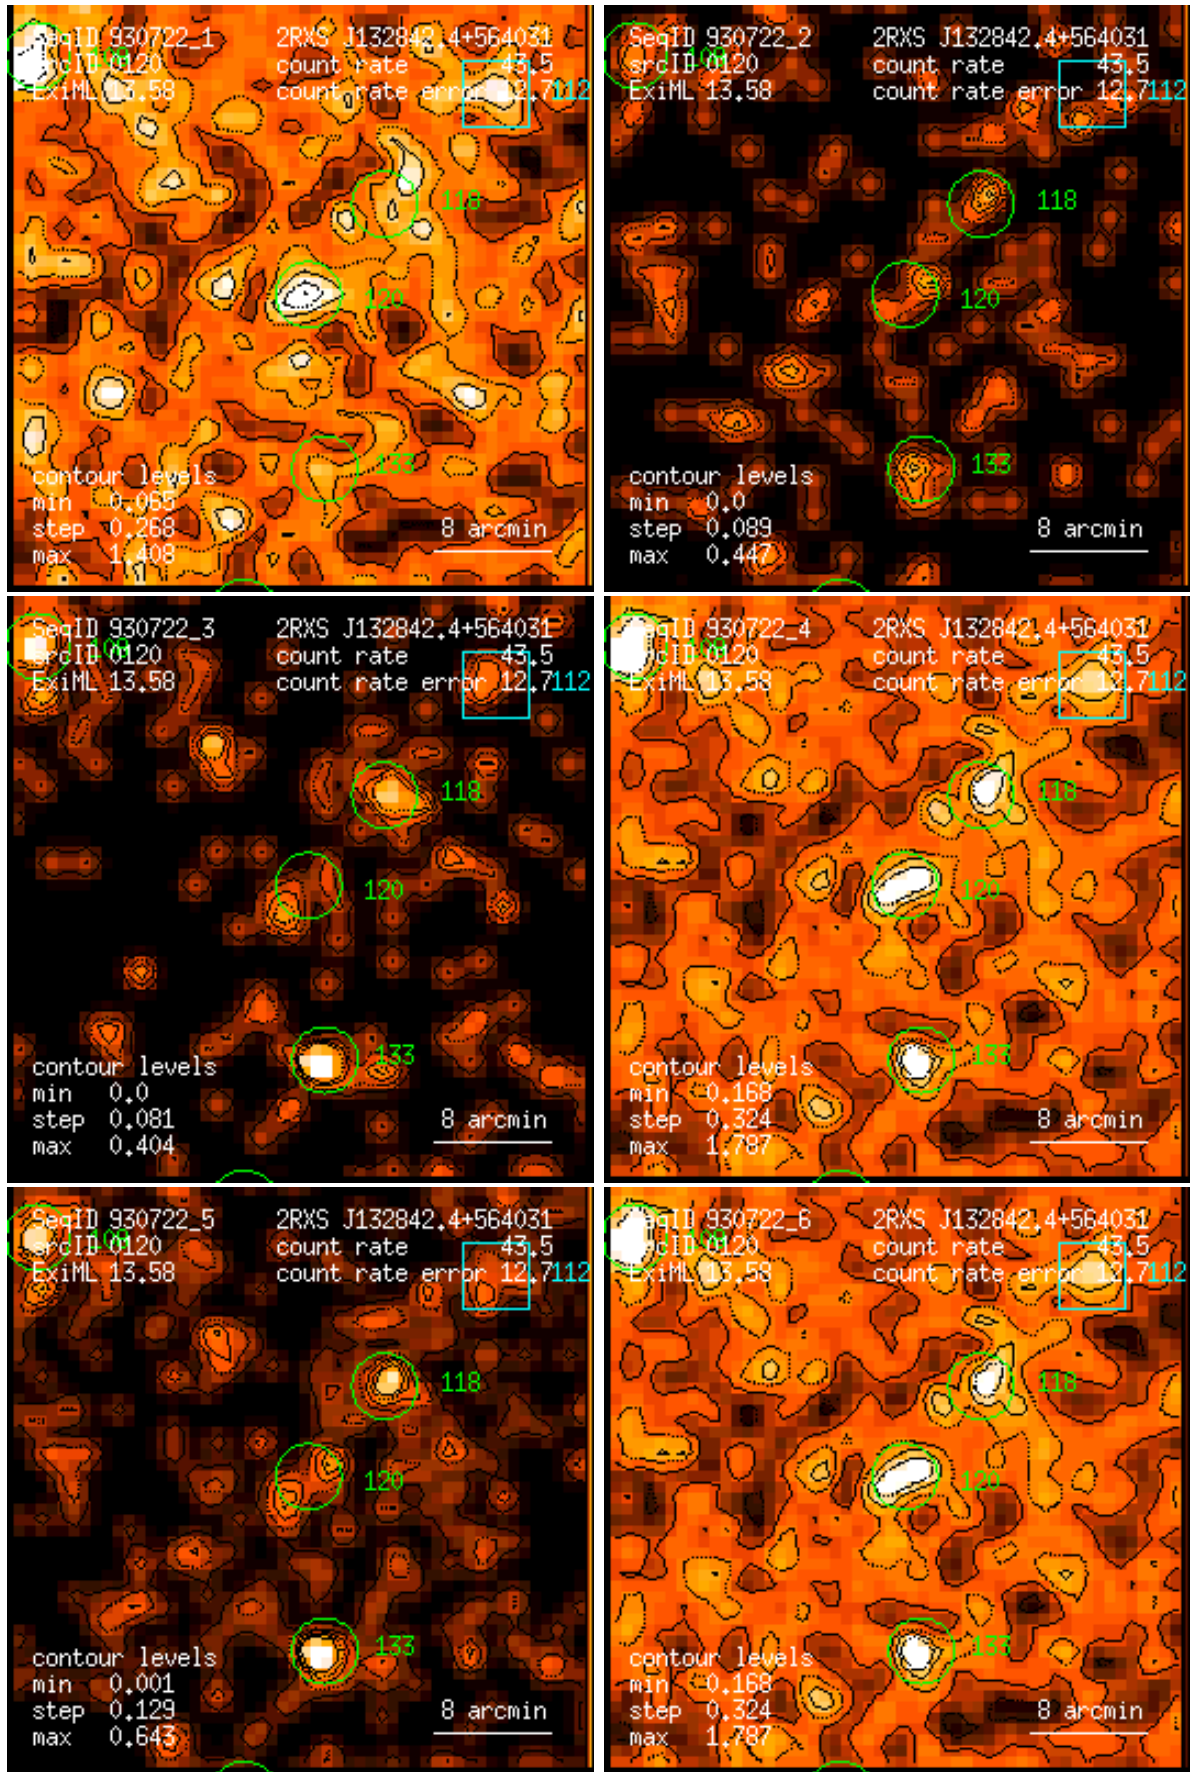 SeqID 930722_1 2RXS J132842.4+564031
srcID 0120 count rate 43.5
ExiML 13.58 count rate error 12.7
109
112
118
120
133
contour levels
min 0.065
step 0.268
max 1.408
8 arcmin
SeqID 930722_2 2RXS J132842.4+564031
srcID 0120 count rate 43.5
ExiML 13.58 count rate error 12.7
109
112
118
120
133
contour levels
min 0.0
step 0.089
max 0.447
8 arcmin
SeqID 930722_3 2RXS J132842.4+564031
srcID 0120 count rate 43.5
ExiML 13.58 count rate error 12.7
109
112
118
120
133
contour levels
min 0.0
step 0.081
max 0.404
8 arcmin
SeqID 930722_4 2RXS J132842.4+564031
srcID 0120 count rate 43.5
ExiML 13.58 count rate error 12.7
109
112
118
120
133
contour levels
min 0.168
step 0.324
max 1.787
8 arcmin
SeqID 930722_5 2RXS J132842.4+564031
srcID 0120 count rate 43.5
ExiML 13.58 count rate error 12.7
109
112
118
120
133
contour levels
min 0.001
step 0.129
max 0.643
8 arcmin
SeqID 930722_6 2RXS J132842.4+564031
srcID 0120 count rate 43.5
ExiML 13.58 count rate error 12.7
109
112
118
120
133
contour levels
min 0.168
step 0.324
max 1.787
8 arcmin